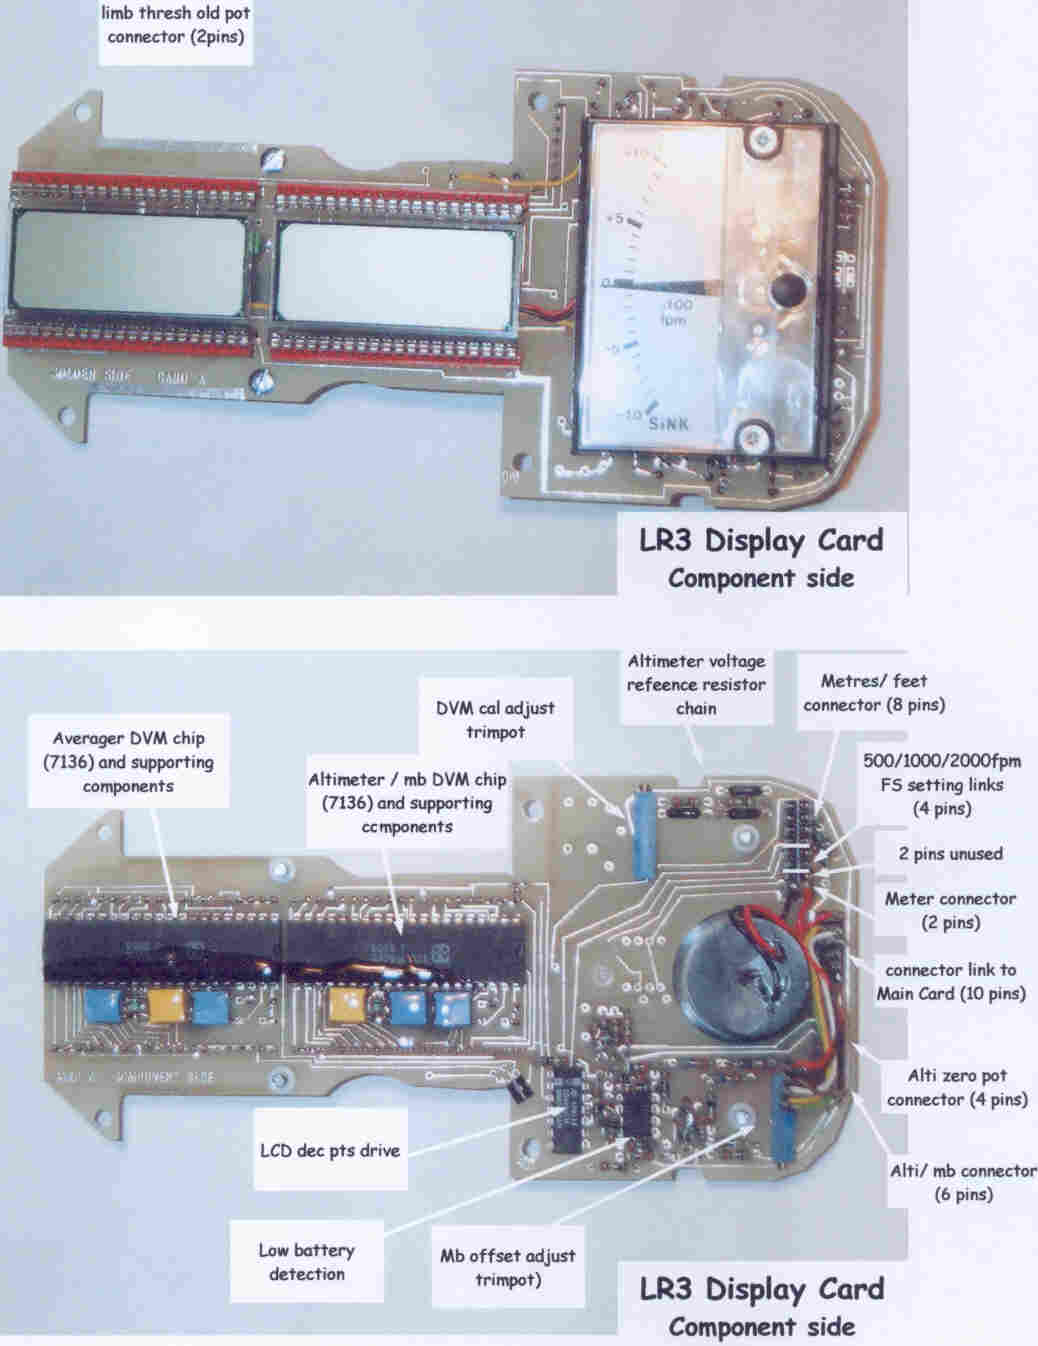 limb thresh old pot
connector (2pins)
+10
+5
0
x100
fpm
-5
-10
SINK
LR3 Display Card
Component side
Altimeter voltage
refeence resistor
chain
Metres/ feet
connector (8 pins)
DVM cal adjust
trimpot
Averager DVM chip
(7136) and supporting
components
Altimeter / mb DVM chip
(7136) and supporting
ccmponents
500/1000/2000fpm
FS setting links
(4 pins)
2 pins unused
Meter connector
(2 pins)
connector link to
Main Card (10 pins)
COMPONENT SIDE
Alti zero pot
connector (4 pins)
LCD dec pts drive
Alti/ mb connector
(6 pins)
Low battery
detection
Mb offset adjust
trimpot)
LR3 Display Card
Component side